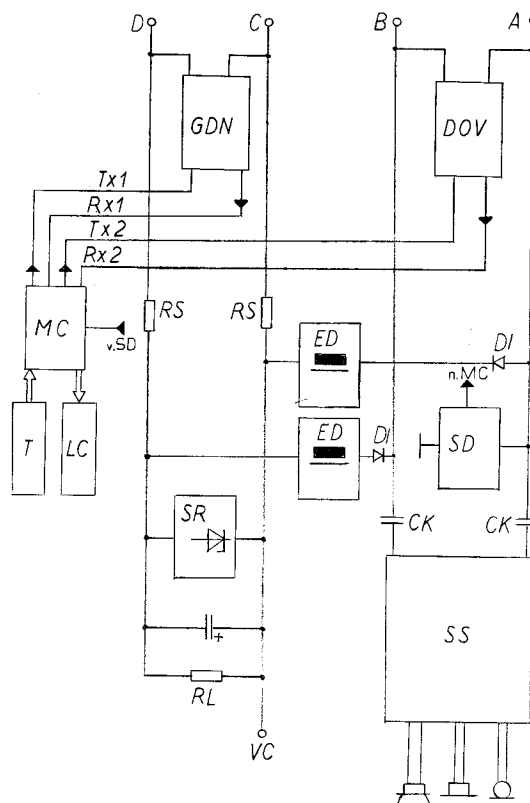 D C B A
GDN DOV
Tx1
Rx1
Tx2
Rx2
MC v.SD RS RS
ED DI
n.MC
T LC ED DI SD
SR CK CK
+
SS
RL
VC